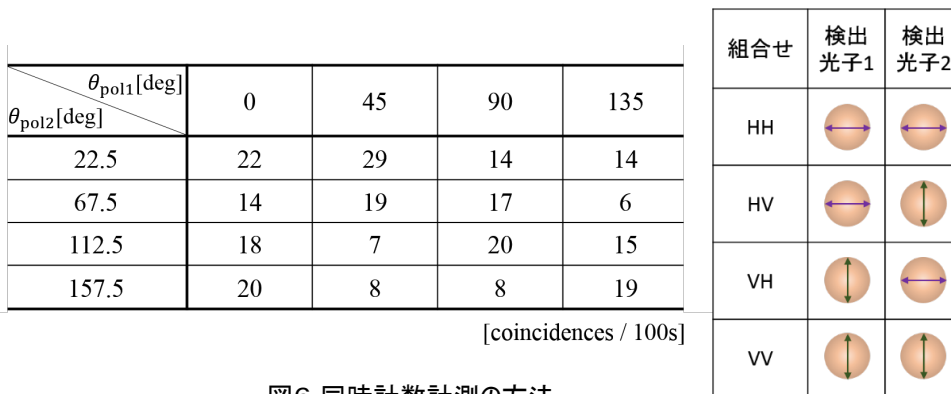 θpol1[deg]
θpol2[deg]
0 45 90 135
22.5 22 29 14 14
67.5 14 19 17 6
112.5 18 7 20 15
157.5 20 8 8 19
[coincidences / 100s]
組合せ 検出光子1 検出光子2
HH
HV
VH
VV